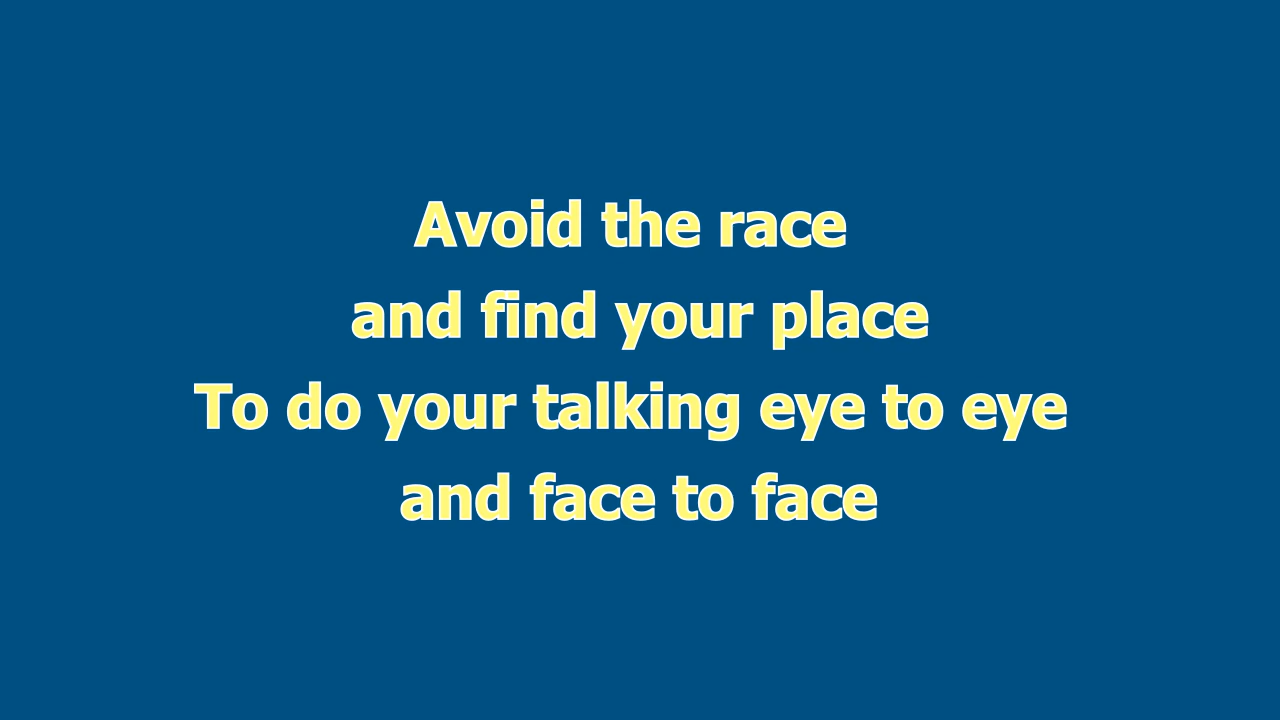 Avoid the race
and find your place
To do your talking eye to eye
and face to face